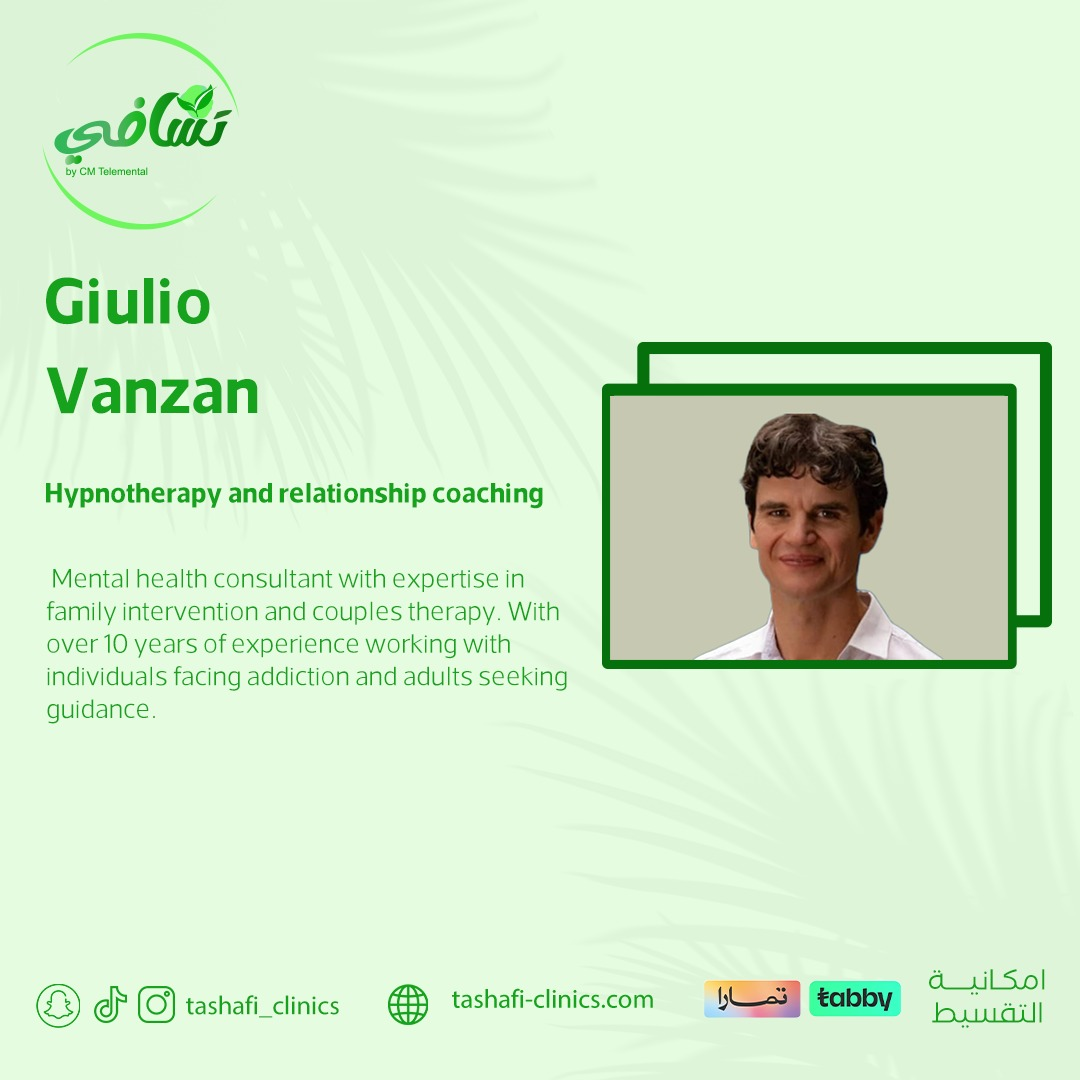 تشافي
by CM Telemental
Giulio
Vanzan
Hypnotherapy and relationship coaching
Mental health consultant with expertise in
family intervention and couples therapy. With
over 10 years of experience working with
individuals facing addiction and adults seeking
guidance.
tashafi_clinics
tashafi-clinics.com
تمارا
tabby
امكانيـــة
التقسيط